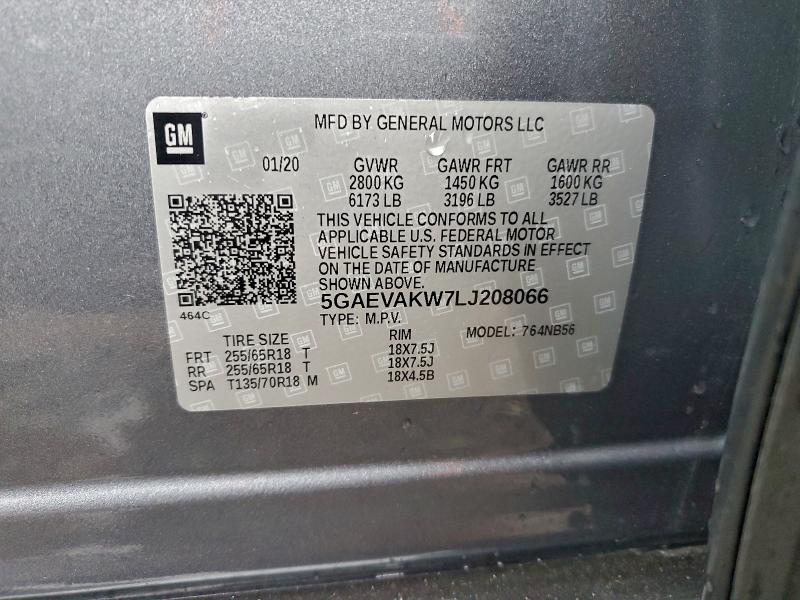 GM
MFD BY GENERAL MOTORS LLC
01/20 GVWR GAWR FRT GAWR RR
2800 KG 1450 KG 1600 KG
6173 LB 3196 LB 3527 LB
THIS VEHICLE CONFORMS TO ALL
APPLICABLE U.S. FEDERAL MOTOR
VEHICLE SAFETY STANDARDS IN EFFECT
ON THE DATE OF MANUFACTURE
SHOWN ABOVE.
5GAEVAKW7LJ208066
464C
TYPE: M.P.V. MODEL: 764NB56
TIRE SIZE RIM
FRT 255/65R18 T 18X7.5J
RR 255/65R18 T 18X7.5J
SPA T135/70R18 M 18X4.5B